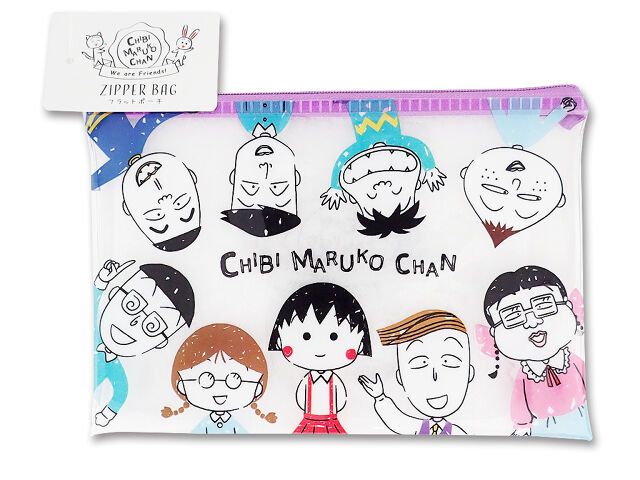 CHIBI
MARUKO
CHAN
We are Friends!
ZIPPER BAG
フラットポーチ
CHIBI MARUKO CHAN